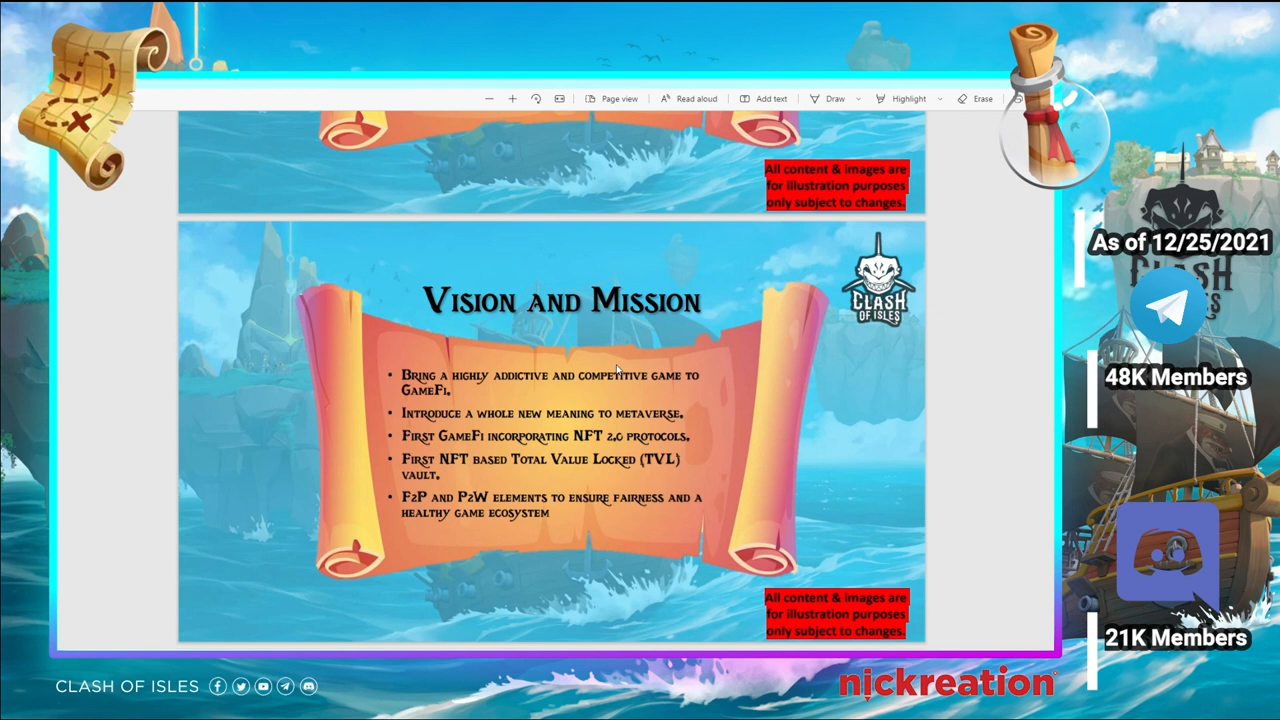 Page view
Read aloud
Add text
Draw
Highlight
Erase
All content & images are
for illustration purposes
only subject to changes.
Vision and Mission
CLASH
OF ISLES
• Bring a highly addictive and competitive game to
GameFi.
• Introduce a whole new meaning to metaverse.
• First GameFi incorporating NFT 2.0 protocols.
• First NFT based Total Value Locked (TVL)
vault.
• F2P and P2W elements to ensure fairness and a
healthy game ecosystem
All content & images are
for illustration purposes
only subject to changes.
As of 12/25/2021
48K Members
21K Members
CLASH OF ISLES
nickreation